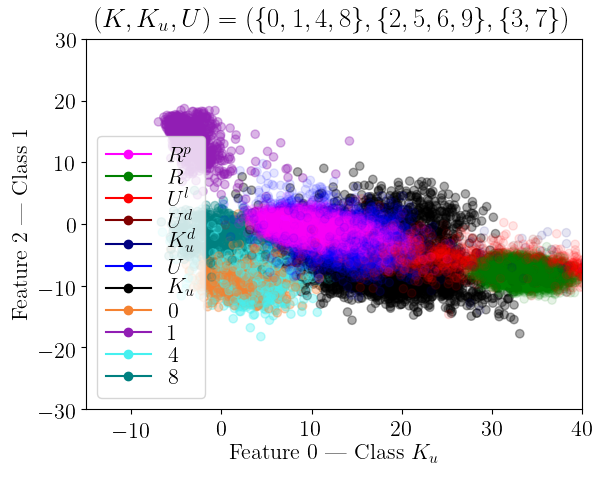 (K, K_u, U) = ({0, 1, 4, 8}, {2, 5, 6, 9}, {3, 7})
Feature 2 — Class 1
30
20
10
0
−10
−20
−30
R^p
R
U^l
U^d
K_u^d
U
K_u
0
1
4
8
−10 0 10 20 30 40
Feature 0 — Class K_u